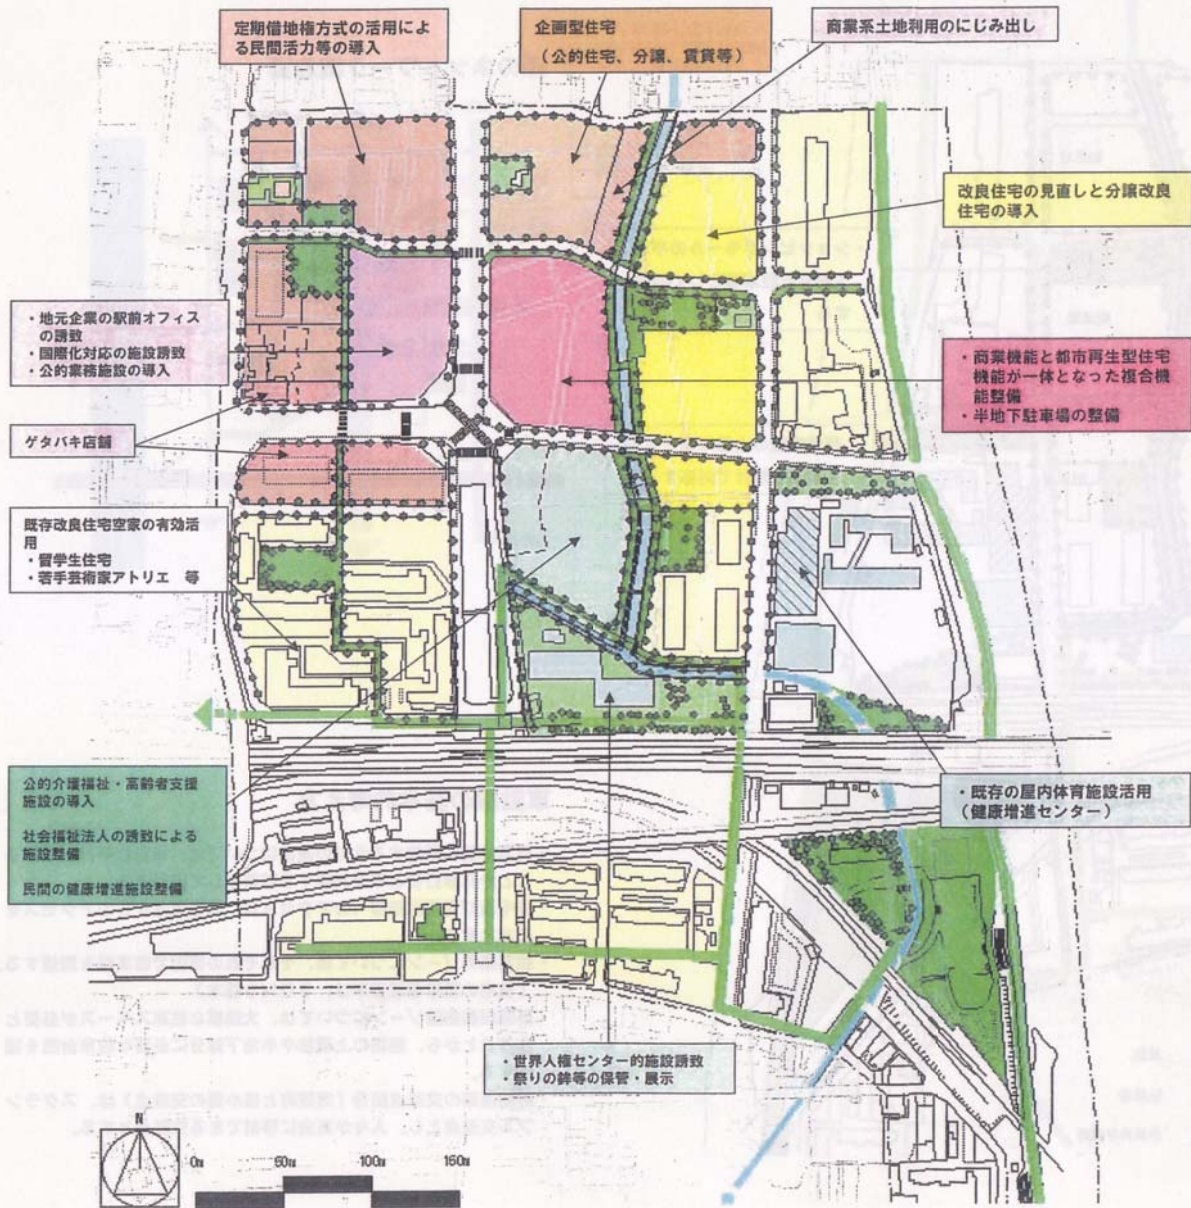 定期借地権方式の活用によ
る民間活力等の導入
企画型住宅
（公的住宅、分譲、賃貸等）
商業系土地利用のにじみ出し
改良住宅の見直しと分譲改良
住宅の導入
・地元企業の駅前オフィス
の誘致
・国際化対応の施設誘致
・公的業務施設の導入
・商業機能と都市再生型住宅
機能が一体となった複合機
能整備
・半地下駐車場の整備
ゲタバキ店舗
既存改良住宅空家の有効活
用
・留学生住宅
・若手芸術家アトリエ　等
公的介護福祉・高齢者支援
施設の導入
社会福祉法人の誘致による
施設整備
民間の健康増進施設整備
・既存の屋内体育施設活用
（健康増進センター）
・世界人権センター的施設誘致
・祭りの鉾等の保管・展示
N
0m
50m
100m
150m